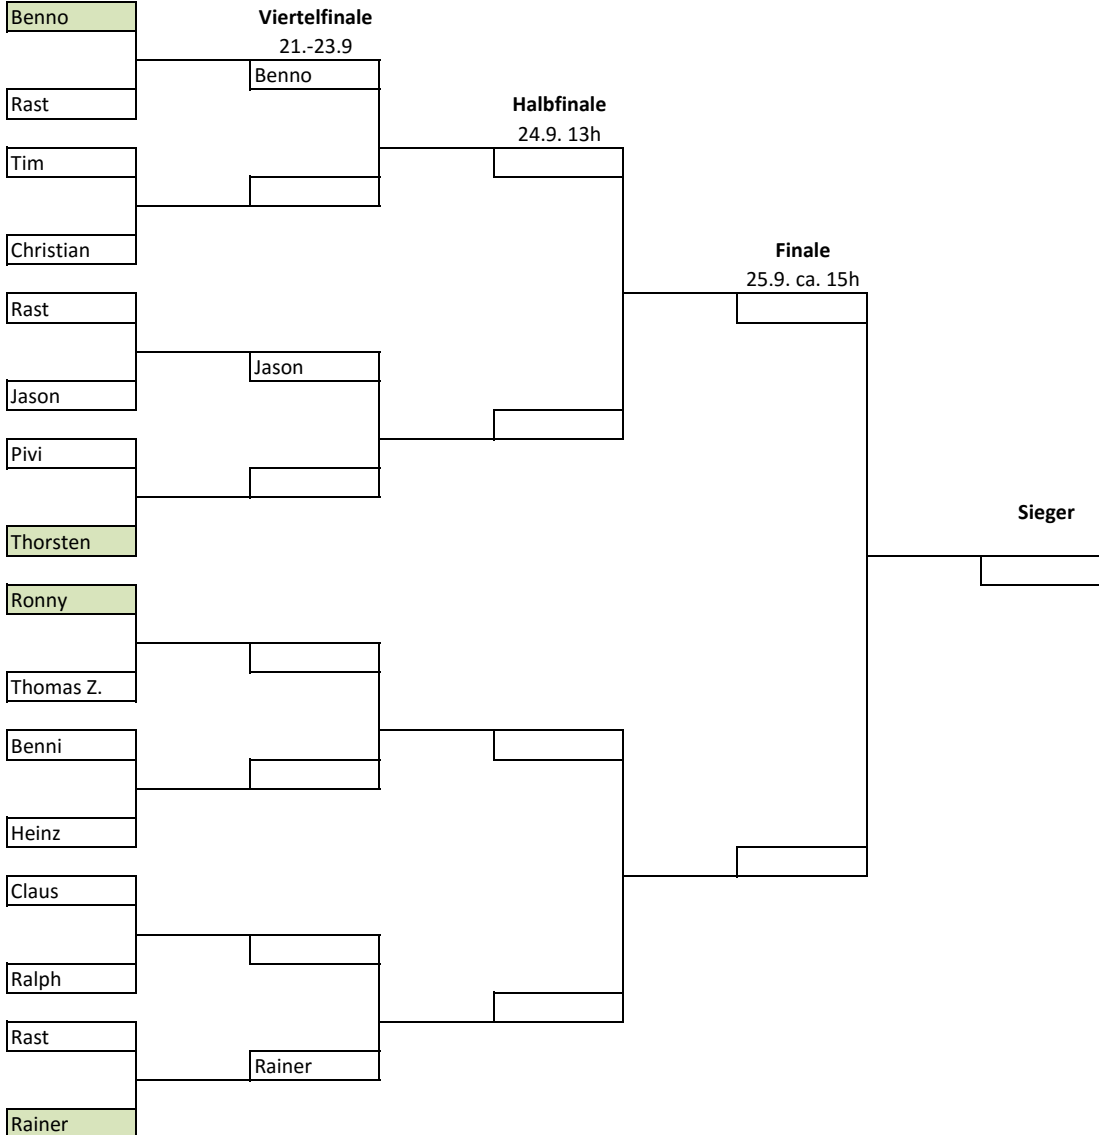 Benno
Viertelfinale
21.-23.9
Benno
Rast
Halbfinale
24.9. 13h
Tim
Christian
Finale
25.9. ca. 15h
Rast
Jason
Jason
Pivi
Sieger
Thorsten
Ronny
Thomas Z.
Benni
Heinz
Claus
Ralph
Rast
Rainer
Rainer